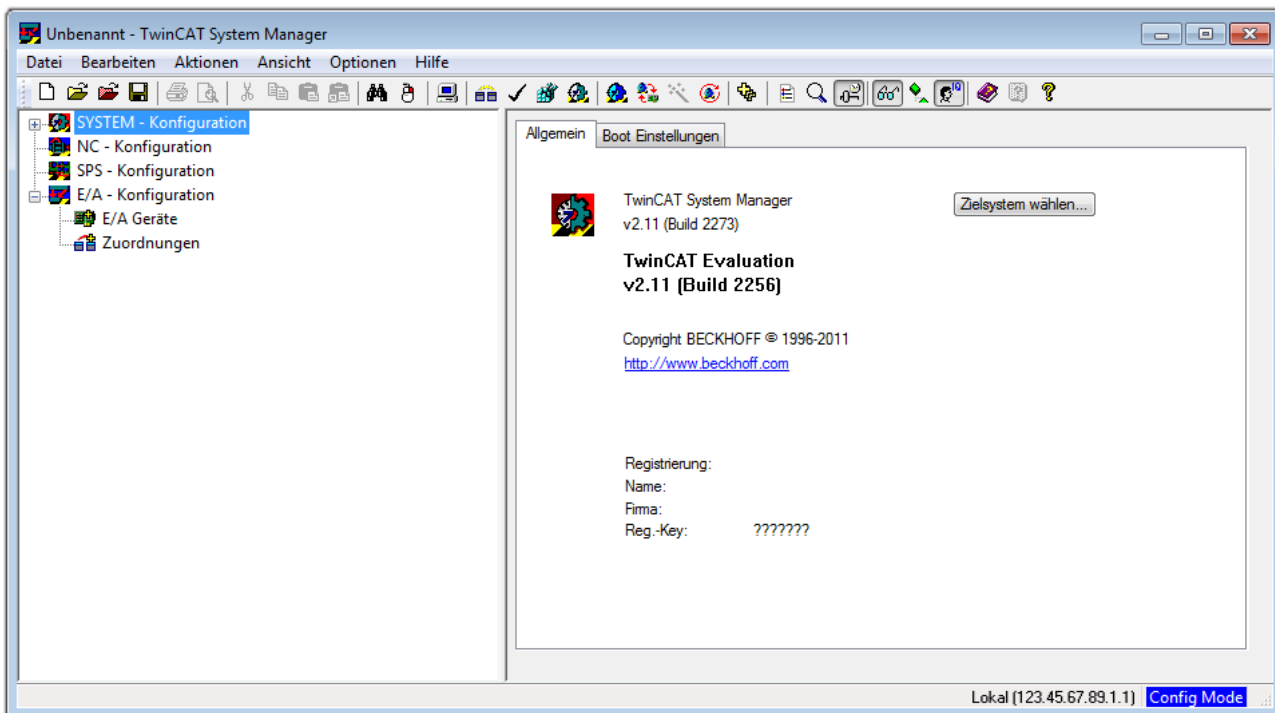 Unbenannt - TwinCAT System Manager
Datei Bearbeiten Aktionen Ansicht Optionen Hilfe
SYSTEM - Konfiguration
NC - Konfiguration
SPS - Konfiguration
E/A - Konfiguration
E/A Geräte
Zuordnungen
Allgemein Boot Einstellungen
TwinCAT System Manager
v2.11 (Build 2273)
Zielsystem wählen...
TwinCAT Evaluation
v2.11 (Build 2256)
Copyright BECKHOFF © 1996-2011
http://www.beckhoff.com
Registrierung:
Name:
Firma:
Reg.-Key: ???????
Lokal (123.45.67.89.1.1) Config Mode